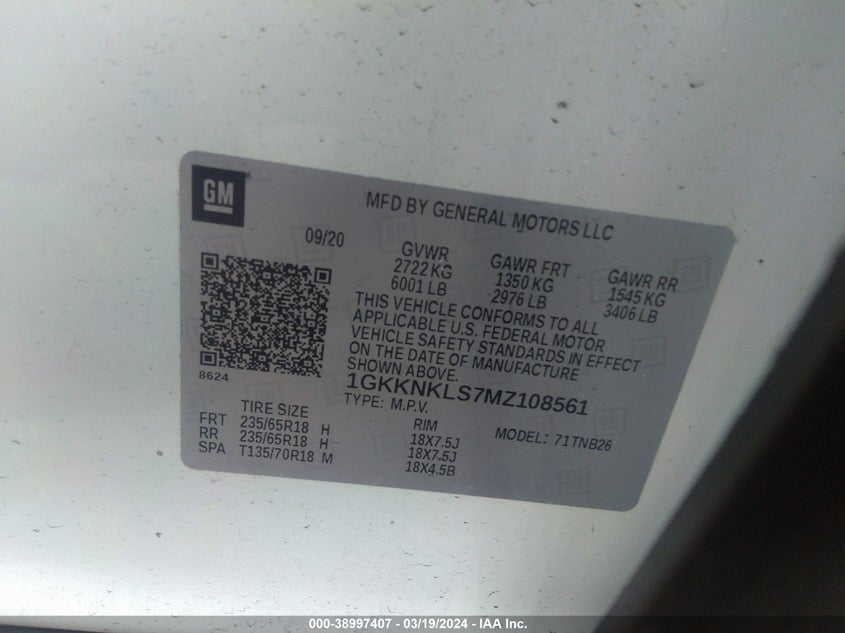 GM
MFD BY GENERAL MOTORS LLC
09/20
GVWR
2722 KG
6001 LB
GAWR FRT
1350 KG
2976 LB
GAWR RR
1545 KG
3406 LB
THIS VEHICLE CONFORMS TO ALL
APPLICABLE U.S. FEDERAL MOTOR
VEHICLE SAFETY STANDARDS IN EFFECT
ON THE DATE OF MANUFACTURE
SHOWN ABOVE.
8624
1GKKNKLS7MZ108561
TYPE: M.P.V.
MODEL: 71TNB26
TIRE SIZE
RIM
FRT 235/65R18 H 18X7.5J
RR 235/65R18 H 18X7.5J
SPA T135/70R18 M 18X4.5B
000-38997407 - 03/19/2024 - IAA Inc.